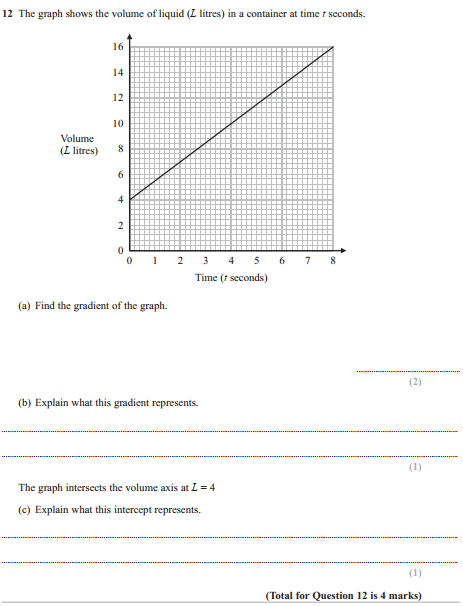 12 The graph shows the volume of liquid (L litres) in a container at time t seconds.
16
14
12
10
Volume
(L litres)
8
6
4
2
0
0 1 2 3 4 5 6 7 8
Time (t seconds)
(a) Find the gradient of the graph.
(2)
(b) Explain what this gradient represents.
(1)
The graph intersects the volume axis at L = 4
(c) Explain what this intercept represents.
(1)
(Total for Question 12 is 4 marks)